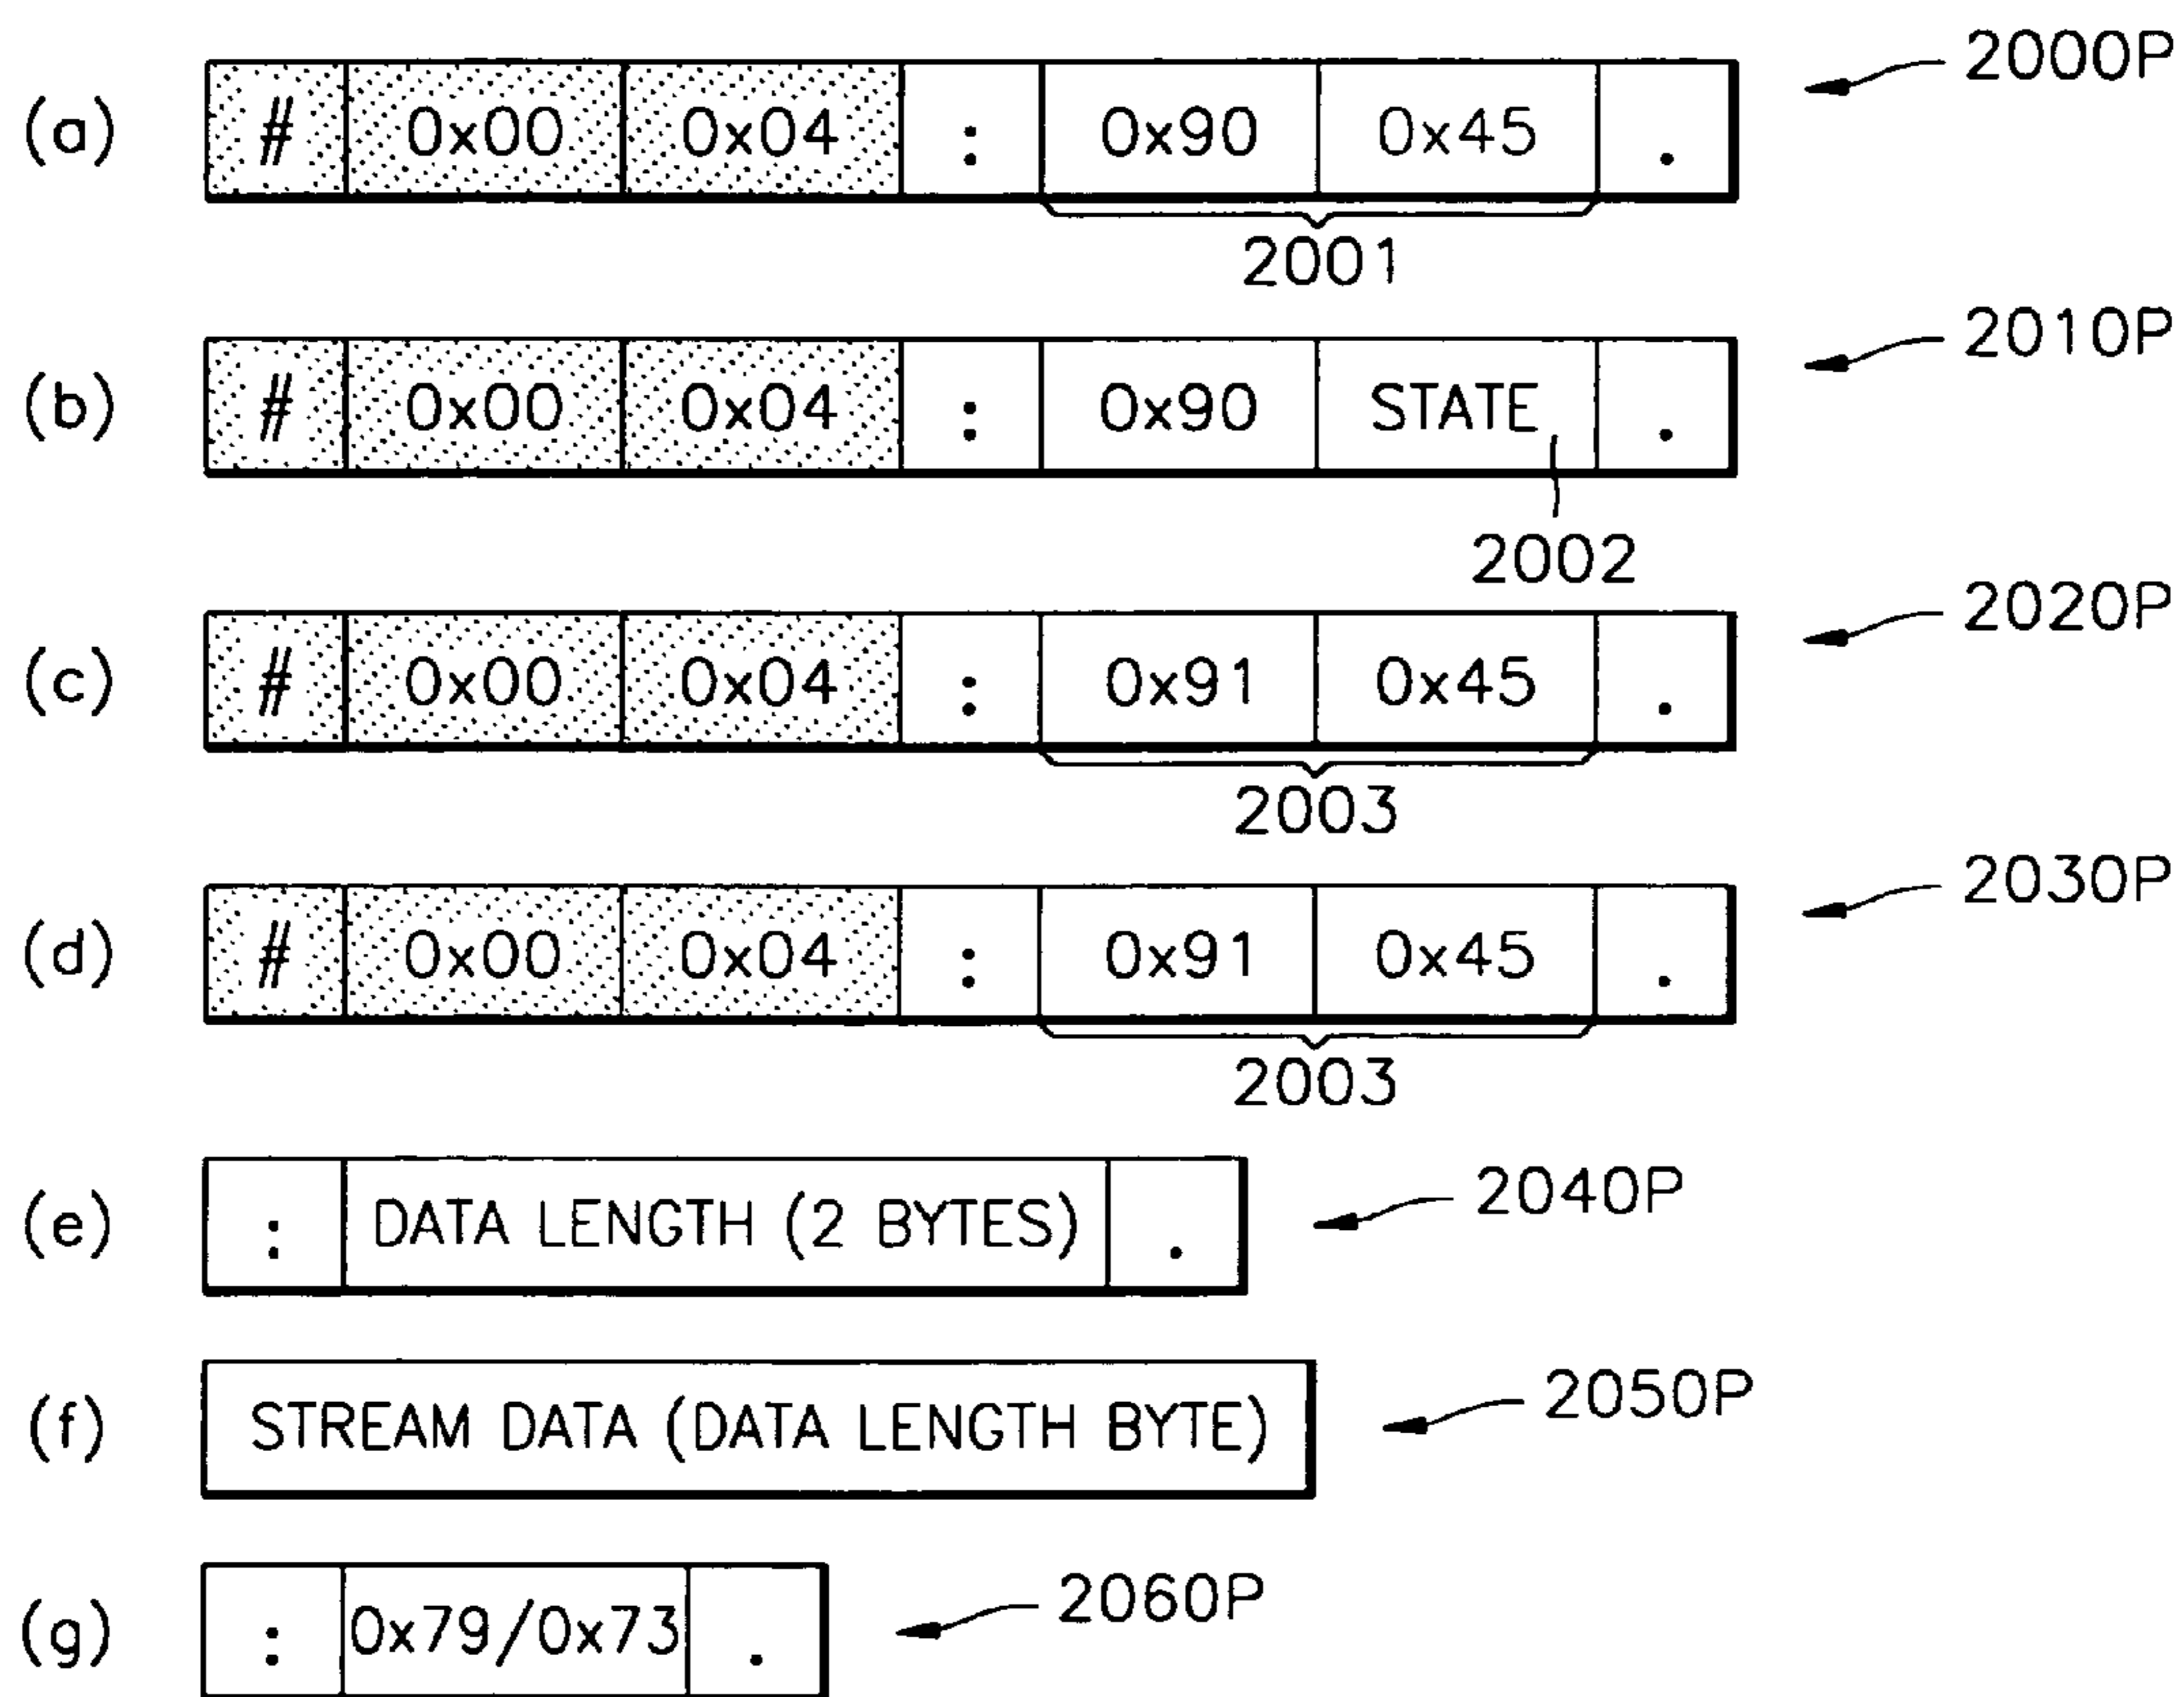 (a) # 0x00 0x04 : 0x90 0x45 . 2000P
2001
(b) # 0x00 0x04 : 0x90 STATE . 2010P
2002
(c) # 0x00 0x04 : 0x91 0x45 . 2020P
2003
(d) # 0x00 0x04 : 0x91 0x45 . 2030P
2003
(e) : DATA LENGTH (2 BYTES) . 2040P
(f) STREAM DATA (DATA LENGTH BYTE) 2050P
(g) : 0x79/0x73 . 2060P